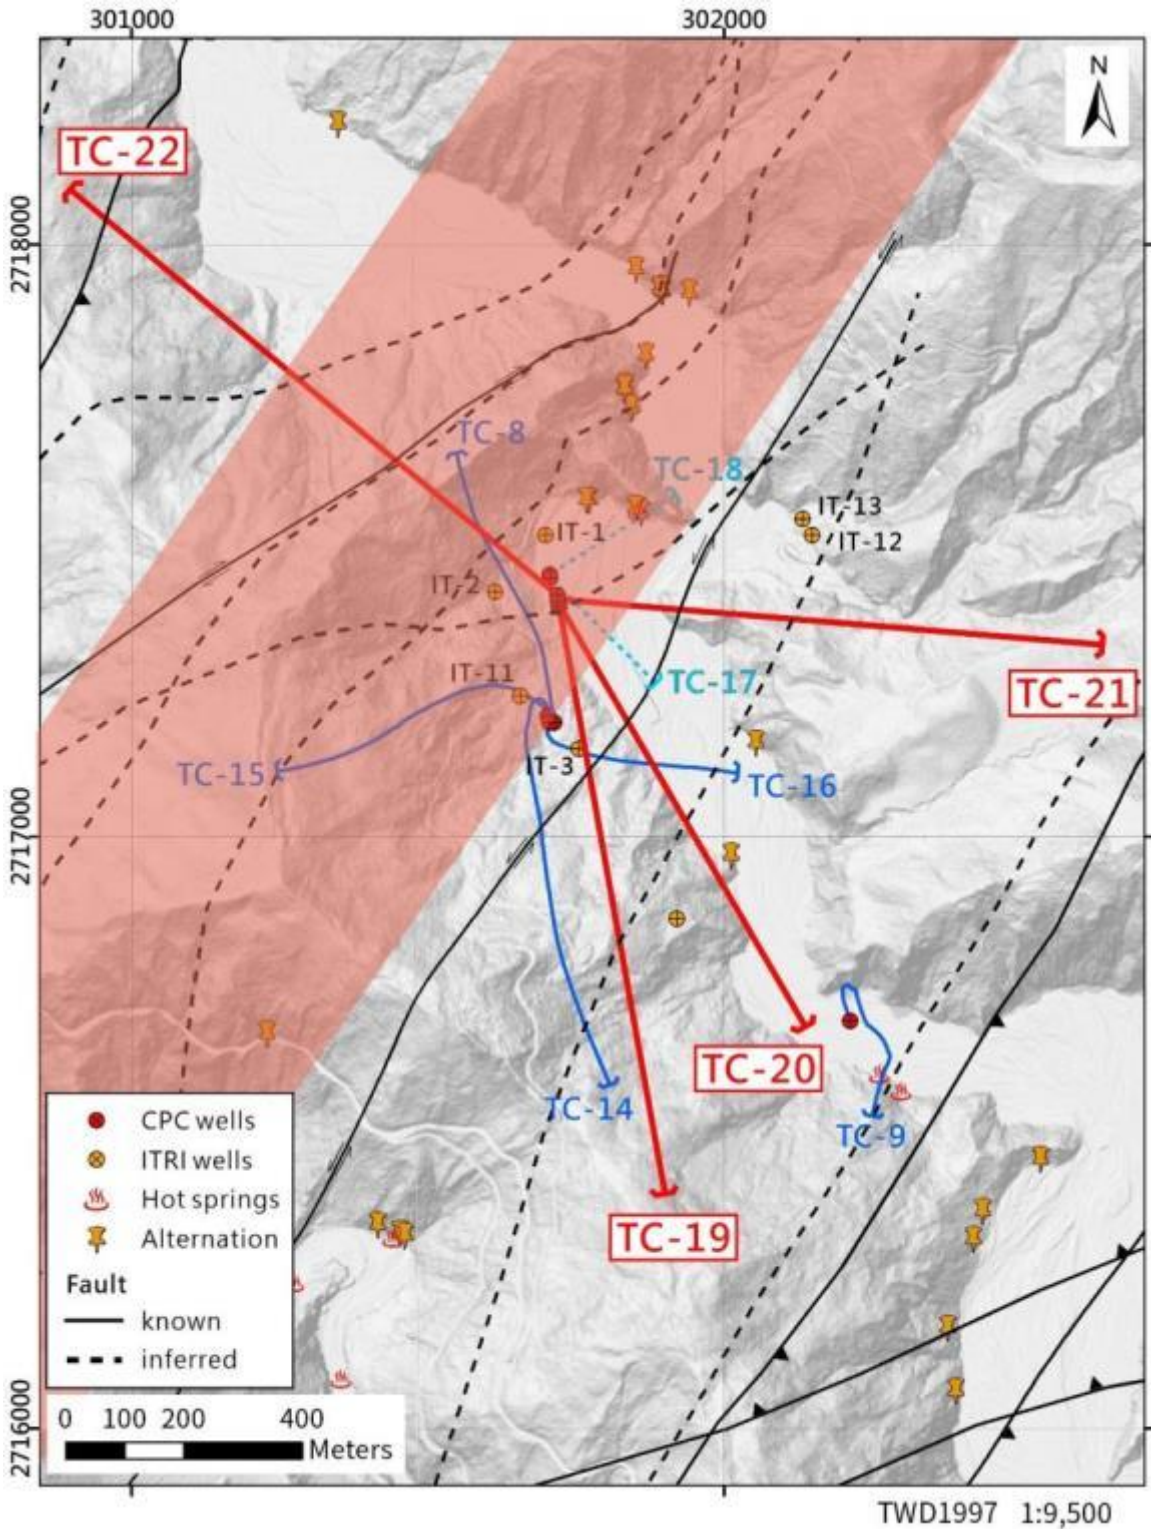 301000
302000
N
TC-22
2718000
TC-8
TC-18
IT-13
IT-12
IT-1
IT-2
IT-11
TC-17
TC-21
TC-15
IT-3
TC-16
2717000
TC-20
TC-14
TC-9
TC-19
CPC wells
ITRI wells
Hot springs
Alternation
Fault
known
inferred
0 100 200 400
Meters
2716000
TWD1997 1:9,500